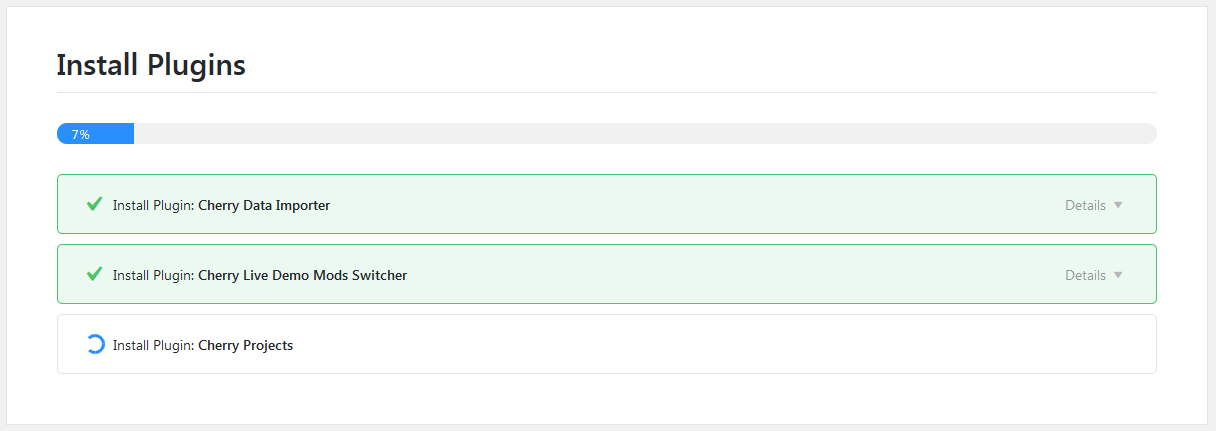 Install Plugins
7%
Install Plugin: Cherry Data Importer Details
Install Plugin: Cherry Live Demo Mods Switcher Details
Install Plugin: Cherry Projects